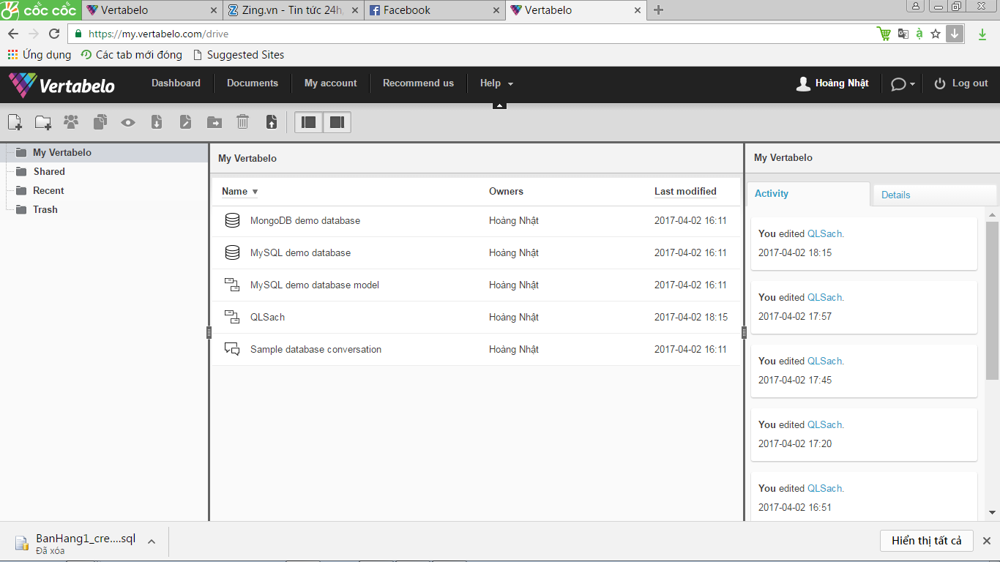 cốc cốc
Vertabelo
Zing.vn - Tin tức 24h,
Facebook
Vertabelo
https://my.vertabelo.com/drive
Ứng dụng
Các tab mới đóng
Suggested Sites
Vertabelo
Dashboard
Documents
My account
Recommend us
Help
Hoàng Nhật
Log out
My Vertabelo
Shared
Recent
Trash
My Vertabelo
Name Owners Last modified
MongoDB demo database Hoàng Nhật 2017-04-02 16:11
MySQL demo database Hoàng Nhật 2017-04-02 16:11
MySQL demo database model Hoàng Nhật 2017-04-02 16:11
QLSach Hoàng Nhật 2017-04-02 18:15
Sample database conversation Hoàng Nhật 2017-04-02 16:11
My Vertabelo
Activity
Details
You edited QLSach.
2017-04-02 18:15
You edited QLSach.
2017-04-02 17:57
You edited QLSach.
2017-04-02 17:45
You edited QLSach.
2017-04-02 17:20
You edited QLSach.
2017-04-02 16:51
BanHang1_cre....sql
Đã xóa
Hiển thị tất cả